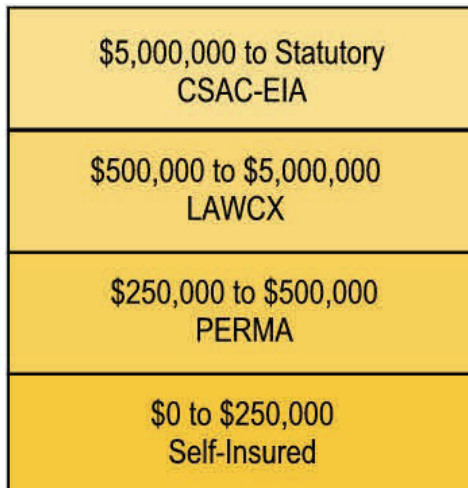 $5,000,000 to Statutory
CSAC-EIA
$500,000 to $5,000,000
LAWCX
$250,000 to $500,000
PERMA
$0 to $250,000
Self-Insured